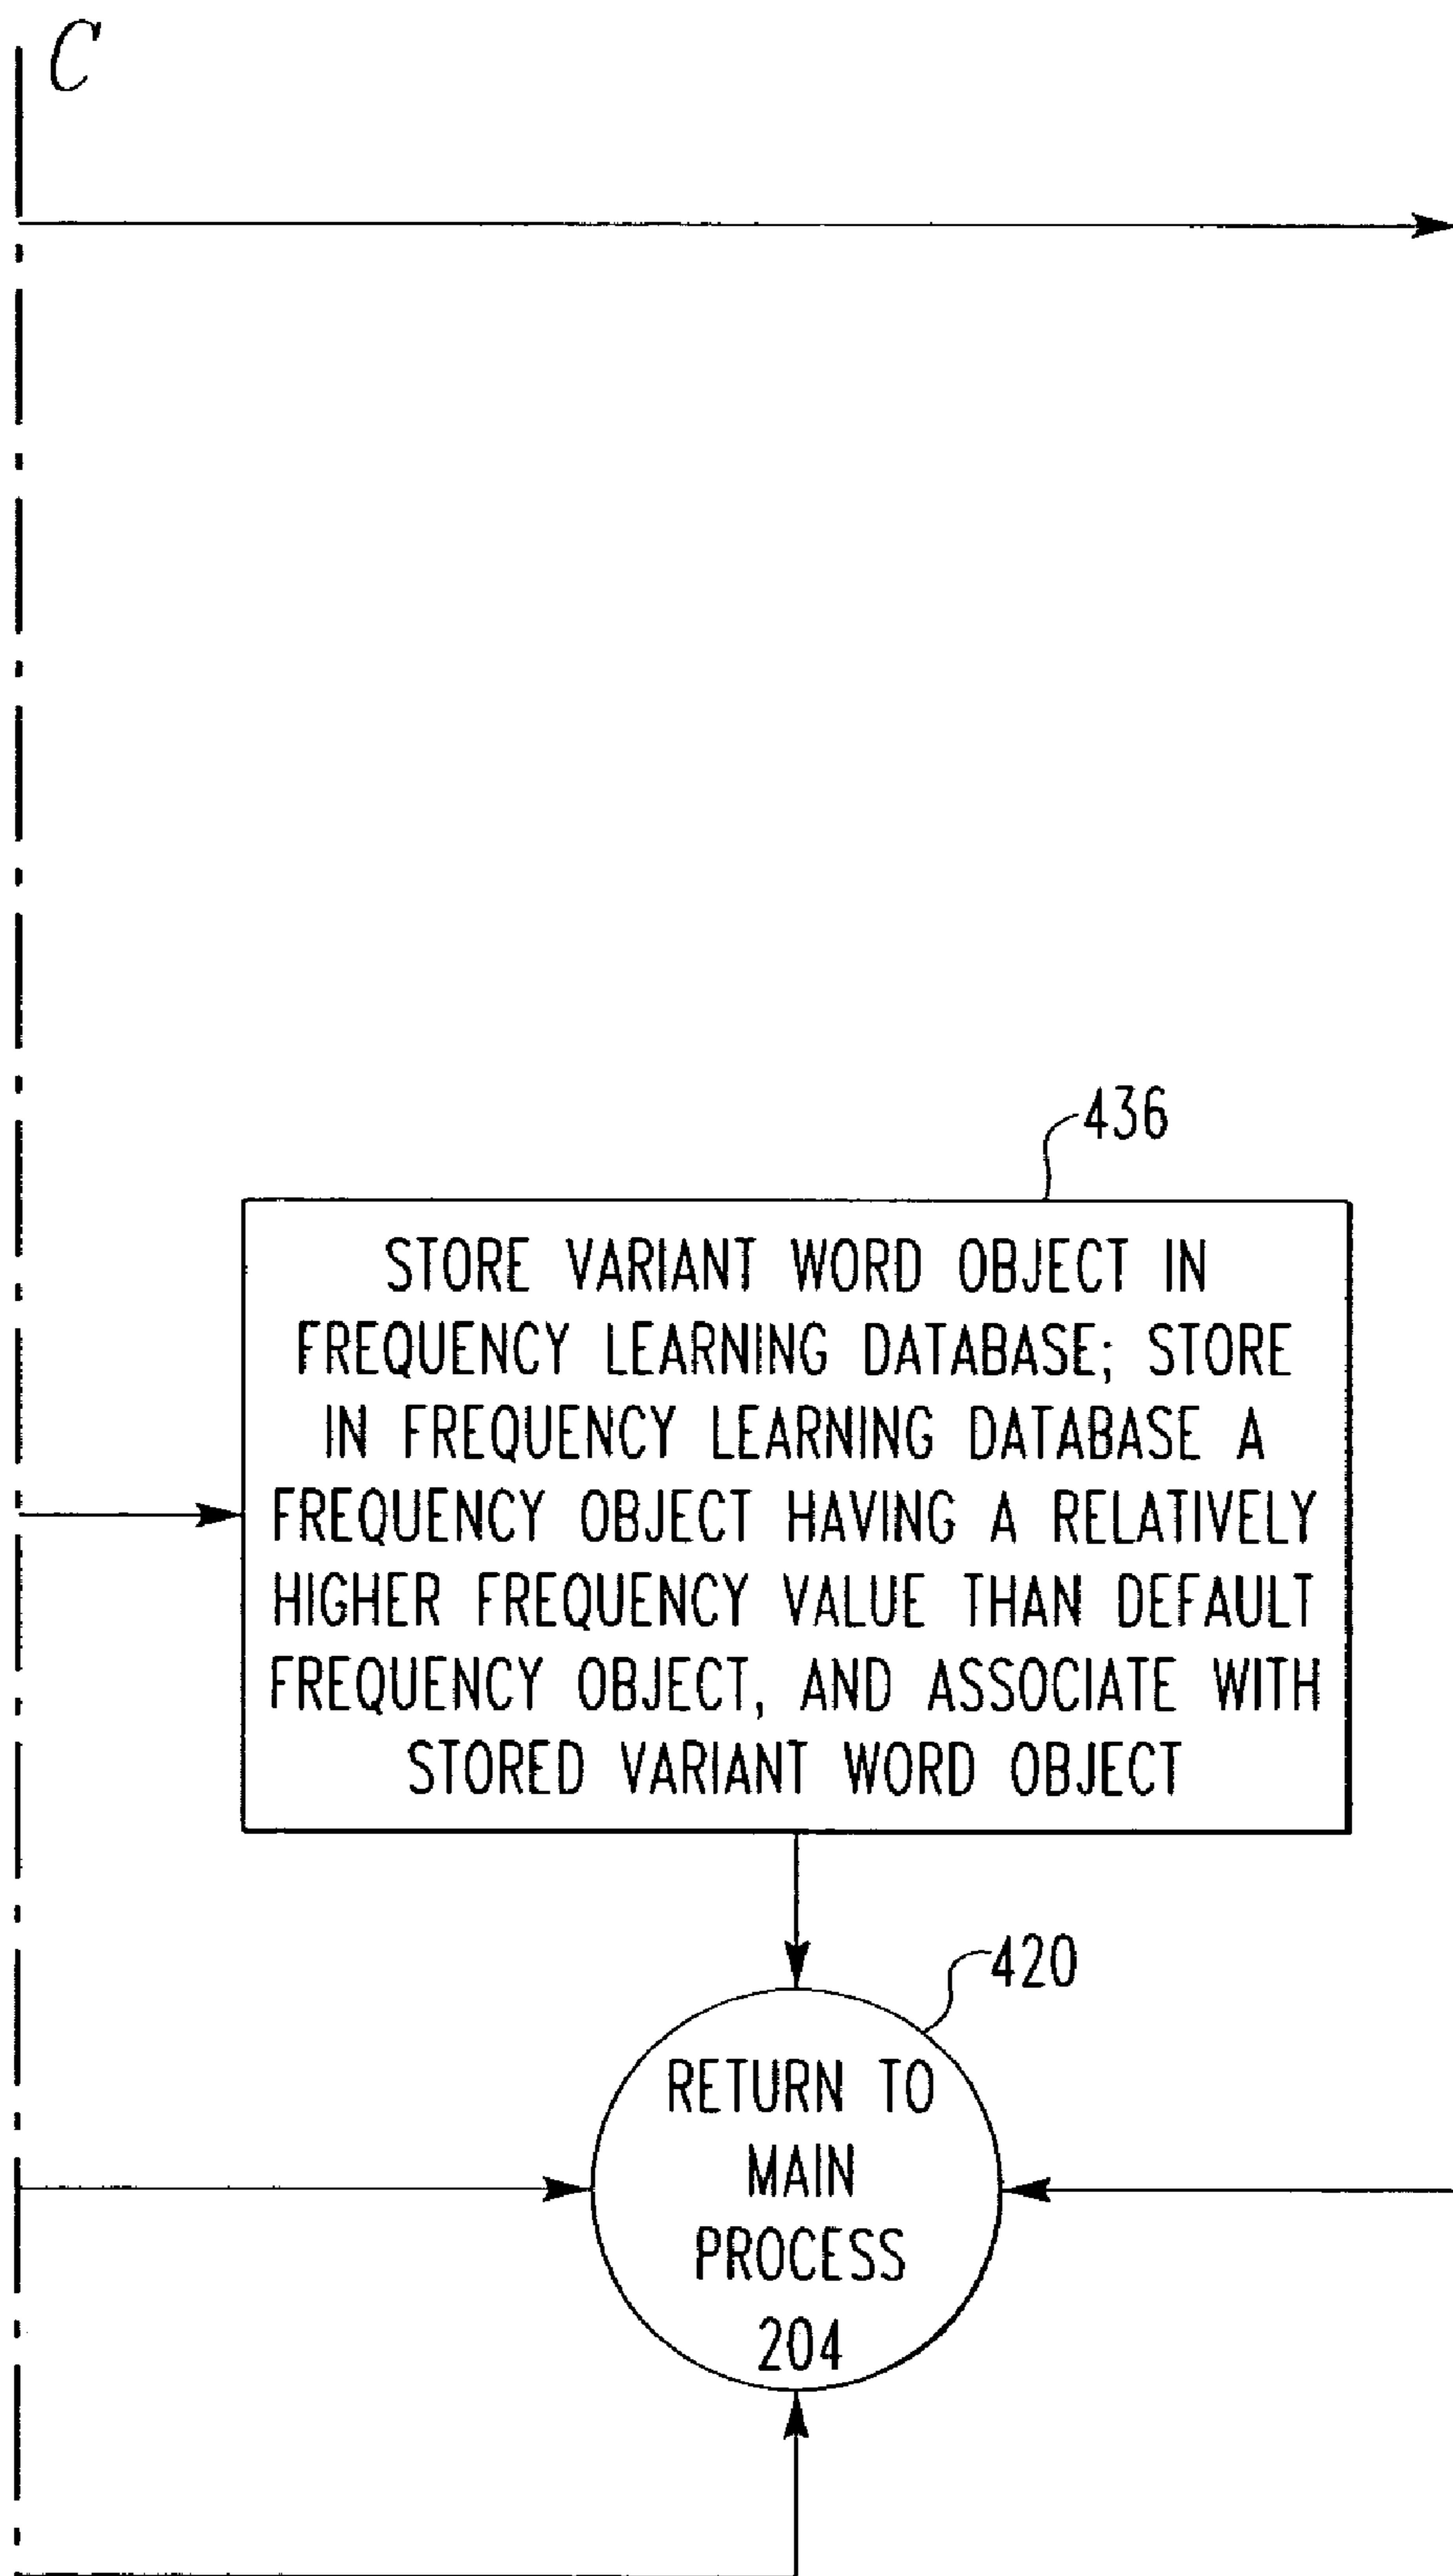 C
436
STORE VARIANT WORD OBJECT IN
FREQUENCY LEARNING DATABASE; STORE
IN FREQUENCY LEARNING DATABASE A
FREQUENCY OBJECT HAVING A RELATIVELY
HIGHER FREQUENCY VALUE THAN DEFAULT
FREQUENCY OBJECT, AND ASSOCIATE WITH
STORED VARIANT WORD OBJECT
420
RETURN TO
MAIN
PROCESS
204